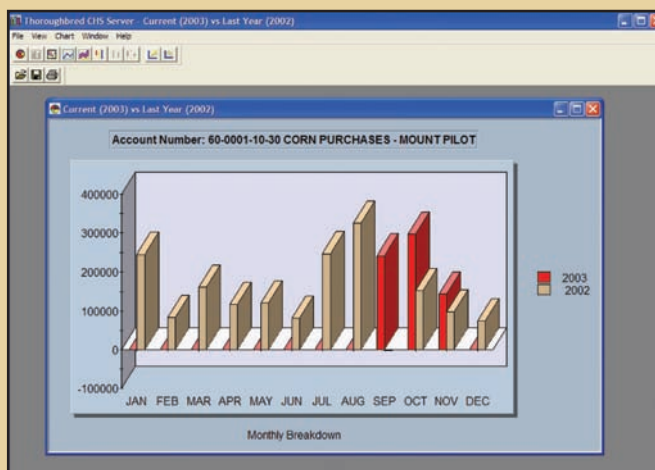 Thoroughbred CHS Server - Current (2003) vs Last Year (2002)
File View Chart Window Help
Current (2003) vs Last Year (2002)
Account Number: 60-0001-10-30 CORN PURCHASES - MOUNT PILOT
400000
300000
200000
100000
0
-100000
JAN FEB MAR APR MAY JUN JUL AUG SEP OCT NOV DEC
Monthly Breakdown
2003
2002